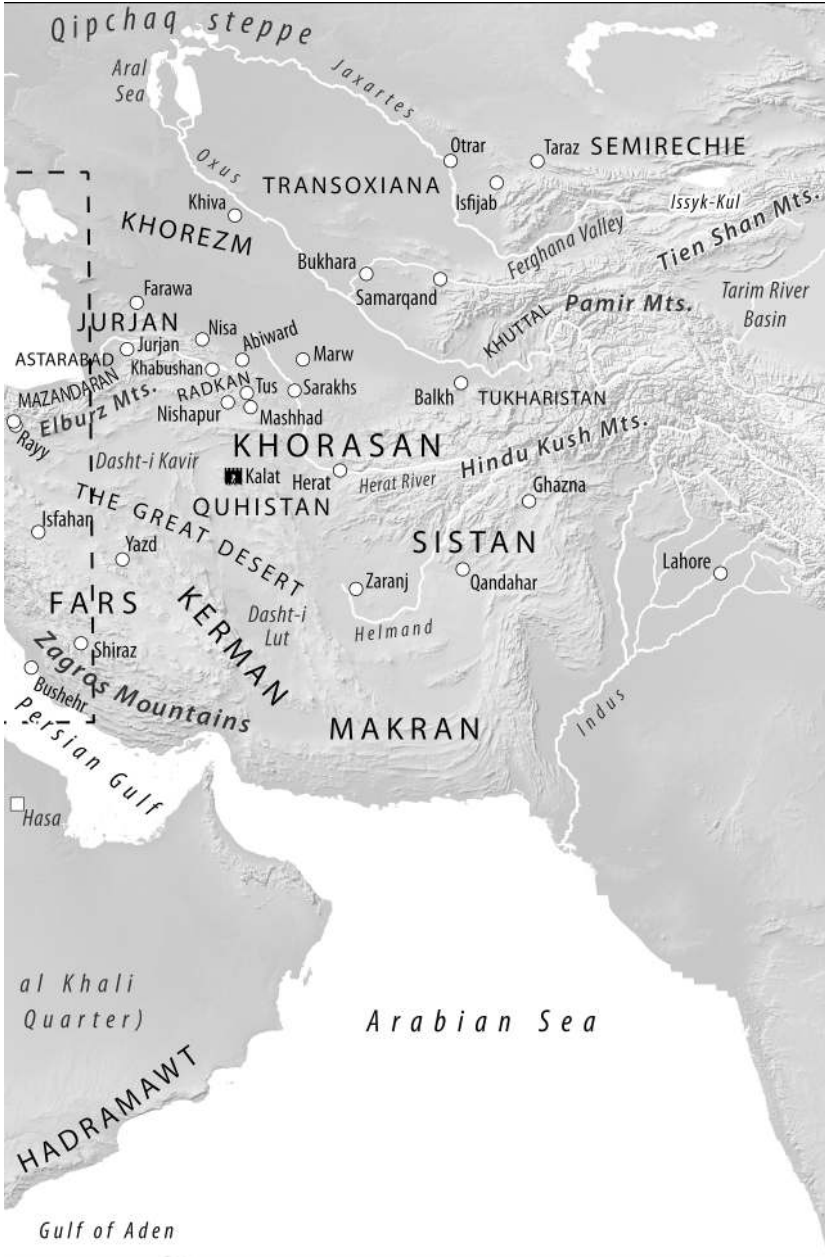 Qipchaq steppe
Aral
Sea
Jaxartes
Oxus
Otrar
Taraz
SEMIRECHIE
TRANSOXIANA
Isfijab
Issyk-Kul
Khiva
KHOREZM
Ferghana Valley
Tien Shan Mts.
Bukhara
Samarqand
Pamir Mts.
Tarim River
Basin
Farawa
JURJAN
Nisa
Abiward
KHUTTAL
ASTARABAD
Jurjan
Marw
Khabushan
MAZANDARAN
RADKAN
Tus
Sarakhs
Balkh
TUKHARISTAN
Elburz Mts.
Nishapur
Mashhad
Rayy
KHORASAN
Hindu Kush Mts.
Dasht-i Kavir
Kalat
Herat
Herat River
Ghazna
THE GREAT DESERT
QUHISTAN
Isfahan
Yazd
SISTAN
Zaranj
Qandahar
Lahore
FARS
KERMAN
Dasht-i
Lut
Helmand
Shiraz
Zagros Mountains
Bushehr
Indus
MAKRAN
Persian Gulf
Hasa
al Khali
Quarter)
Arabian Sea
HADRAMAWT
Gulf of Aden